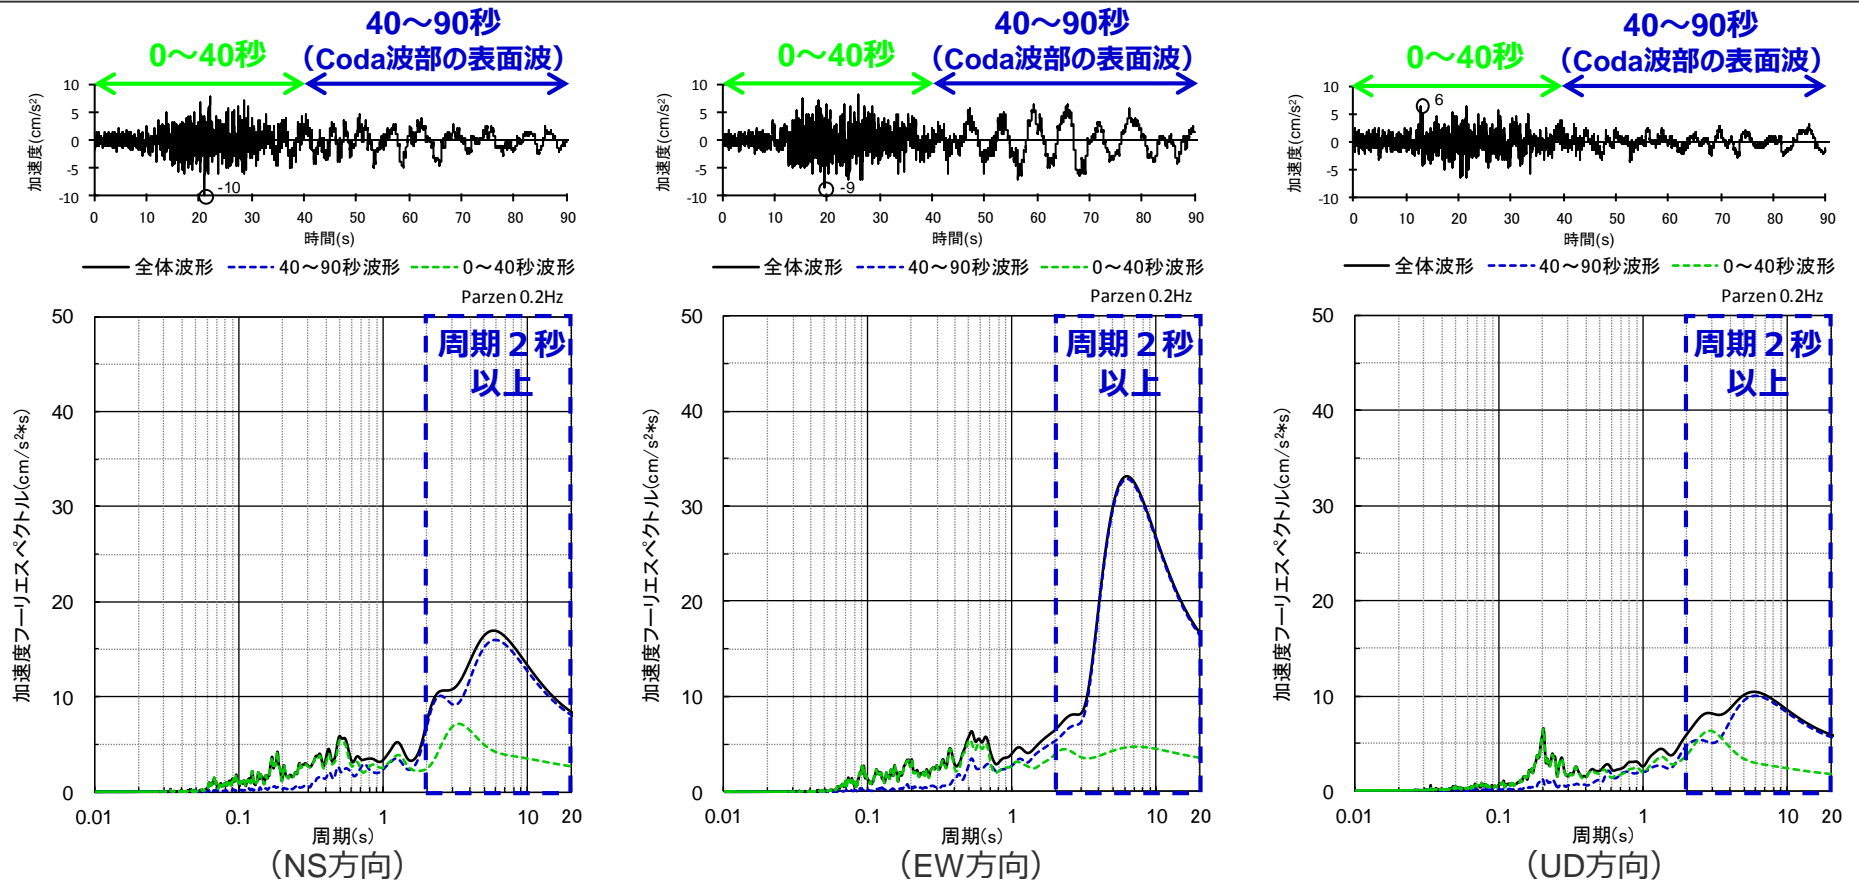 40～90秒
0～40秒
（Coda波部の表面波）
加速度(cm/s²)
10
5
0
-5
-10
-10
0 10 20 30 40 50 60 70 80 90
時間(s)
全体波形 40～90秒波形 0～40秒波形
Parzen 0.2Hz
周期２秒
以上
加速度フーリエスペクトル(cm/s²*s)
50
40
30
20
10
0
0.01 0.1 1 10 20
周期(s)
（NS方向）
40～90秒
0～40秒
（Coda波部の表面波）
加速度(cm/s²)
10
5
0
-5
-10
-9
0 10 20 30 40 50 60 70 80 90
時間(s)
全体波形 40～90秒波形 0～40秒波形
Parzen 0.2Hz
周期２秒
以上
加速度フーリエスペクトル(cm/s²*s)
50
40
30
20
10
0
0.01 0.1 1 10 20
周期(s)
（EW方向）
40～90秒
0～40秒
（Coda波部の表面波）
加速度(cm/s²)
10
5
0
-5
-10
6
0 10 20 30 40 50 60 70 80 90
時間(s)
全体波形 40～90秒波形 0～40秒波形
Parzen 0.2Hz
周期２秒
以上
加速度フーリエスペクトル(cm/s²*s)
50
40
30
20
10
0
0.01 0.1 1 10 20
周期(s)
（UD方向）